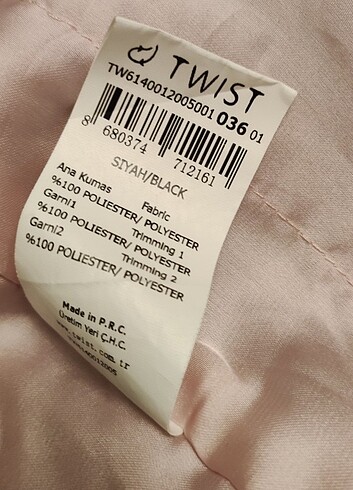 TWIST
TW6140012005001 036 01
8 680374 712161
SIYAH/BLACK
Ana Kumas Fabric
%100 POLIESTER/ POLYESTER
Garni1 Trimming 1
%100 POLIESTER/ POLYESTER
Garni2 Trimming 2
%100 POLIESTER/ POLYESTER
Made in P.R.C.
Üretim Yeri Ç.H.C.
www.twist.com.tr